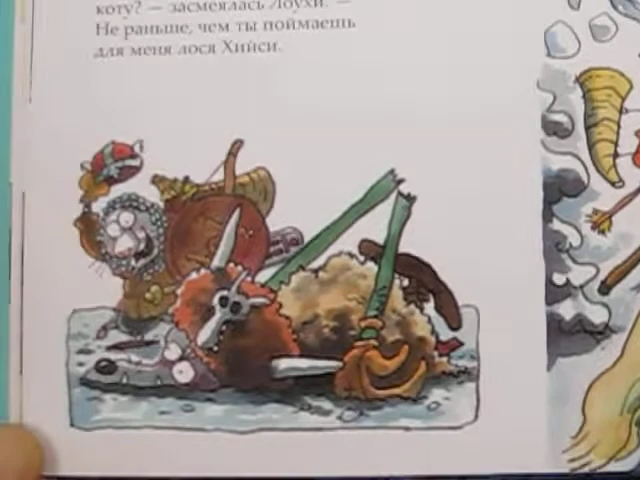 коту? — засмеялась Лоухи. —
Не раньше, чем ты поймаешь
для меня лося Хийси.